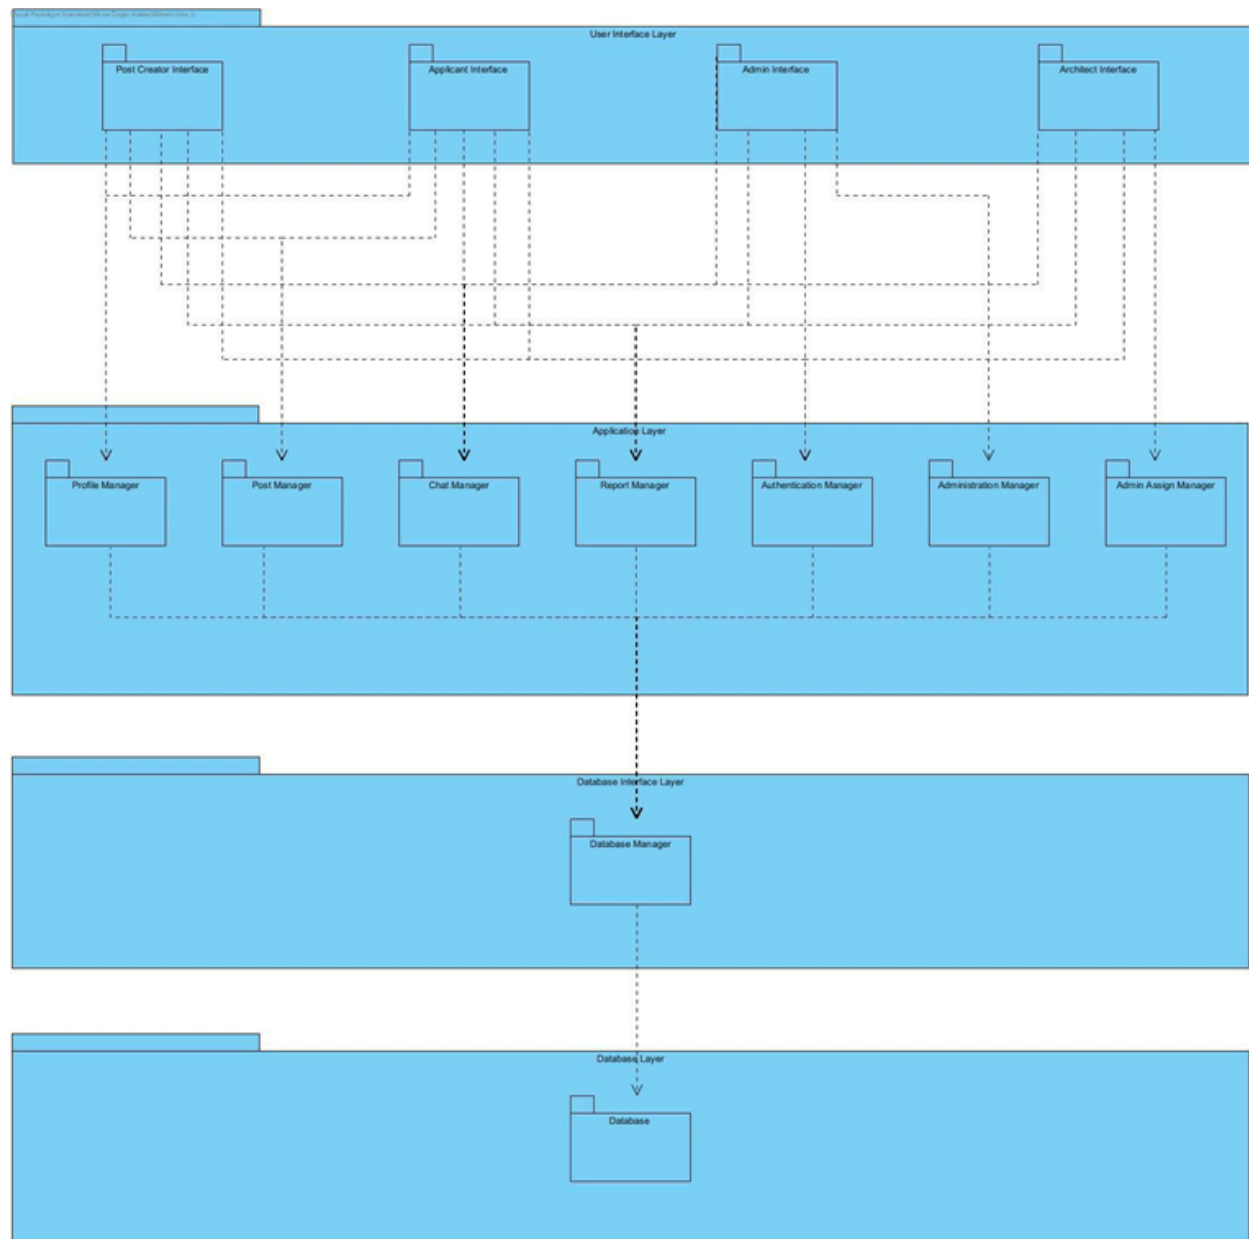 User Interface Layer
Post Creator Interface
Applicant Interface
Admin Interface
Architect Interface
Application Layer
Profile Manager
Post Manager
Chat Manager
Report Manager
Authentication Manager
Administration Manager
Admin Assign Manager
Database Interface Layer
Database Manager
Database Layer
Database